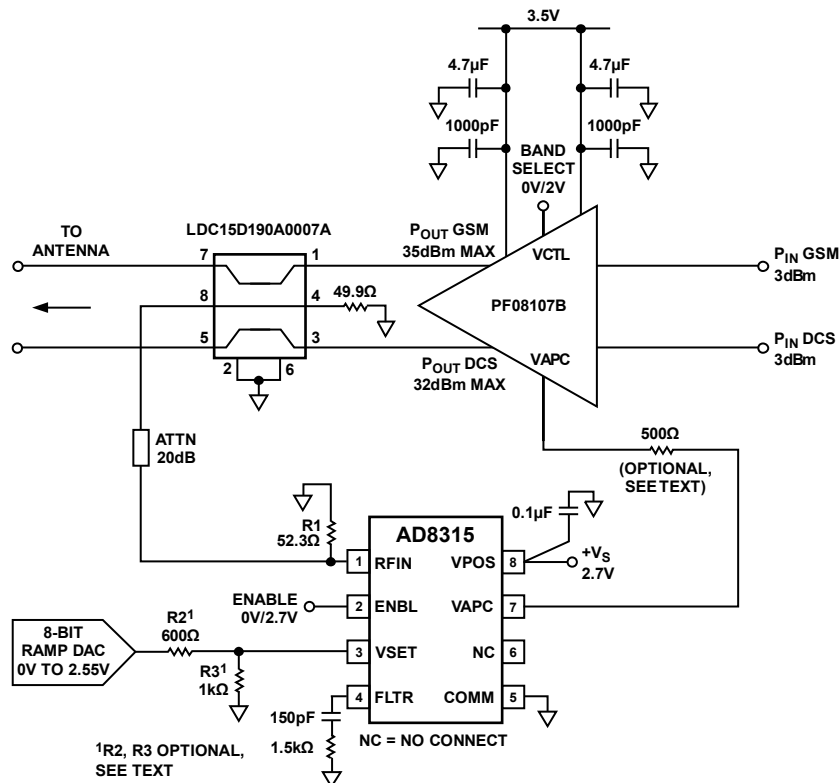 3.5V
4.7µF
4.7µF
1000pF
1000pF
BAND
SELECT
0V/2V
TO
ANTENNA
LDC15D190A0007A
7
1
8
4
5
3
2
6
49.9Ω
P_OUT GSM
35dBm MAX
VCTL
PF08107B
VAPC
P_OUT DCS
32dBm MAX
P_IN GSM
3dBm
P_IN DCS
3dBm
ATTN
20dB
500Ω
(OPTIONAL,
SEE TEXT)
R1
52.3Ω
0.1µF
+V_S
2.7V
AD8315
1
RFIN
VPOS
8
ENABLE
0V/2.7V
2
ENBL
VAPC
7
8-BIT
RAMP DAC
0V TO 2.55V
R2¹
600Ω
R3¹
1kΩ
3
VSET
NC
6
4
FLTR
COMM
5
150pF
1.5kΩ
NC = NO CONNECT
¹R2, R3 OPTIONAL,
SEE TEXT